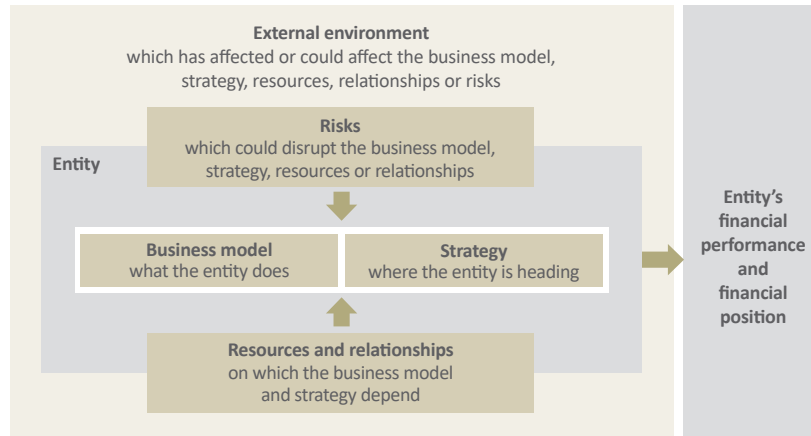 External environment
which has affected or could affect the business model,
strategy, resources, relationships or risks
Risks
which could disrupt the business model,
strategy, resources or relationships
Entity
Business model
what the entity does
Strategy
where the entity is heading
Resources and relationships
on which the business model
and strategy depend
Entity’s
financial
performance
and
financial
position